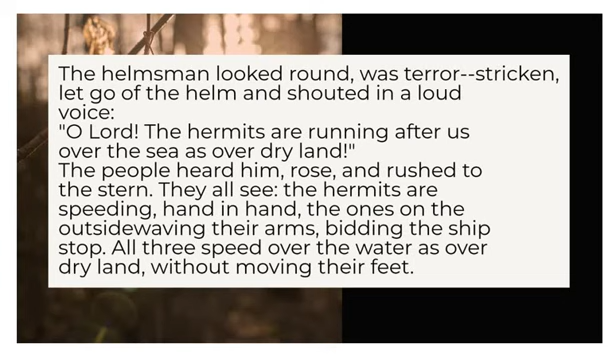 The helmsman looked round, was terror--stricken,
let go of the helm and shouted in a loud
voice:
"O Lord! The hermits are running after us
over the sea as over dry land!"
The people heard him, rose, and rushed to
the stern. They all see: the hermits are
speeding, hand in hand, the ones on the
outsidewaving their arms, bidding the ship
stop. All three speed over the water as over
dry land, without moving their feet.